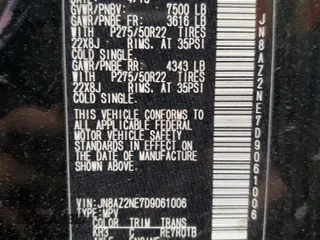 GVWR/PNBV: 7500 LB
GAWR/PNBE FR: 3616 LB
WITH P275/50R22 TIRES
22X8J RIMS. AT 35PSI
COLD SINGLE.
GAWR/PNBE RR: 4343 LB
WITH P275/50R22 TIRES
22X8J RIMS. AT 35PSI
COLD SINGLE.
THIS VEHICLE CONFORMS TO
ALL APPLICABLE FEDERAL
MOTOR VEHICLE SAFETY
STANDARDS IN EFFECT ON
THE DATE OF MANUFACTURE
SHOWN ABOVE.
VIN: JN8AZ2NE7D9061006
TYPE: MPV
COLOR TRIM TRANS
KH3 C RE7R01B
JN8AZ2NE7D9061006